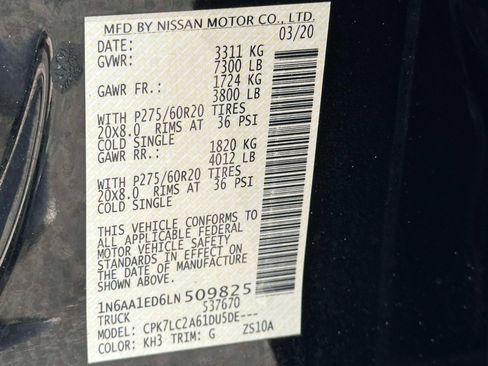 MFD BY NISSAN MOTOR CO., LTD.
DATE: 03/20
GVWR: 3311 KG
7300 LB
GAWR FR.: 1724 KG
3800 LB
WITH P275/60R20 TIRES
20X8.0 RIMS AT 36 PSI
COLD SINGLE
GAWR RR.: 1820 KG
4012 LB
WITH P275/60R20 TIRES
20X8.0 RIMS AT 36 PSI
COLD SINGLE
THIS VEHICLE CONFORMS TO
ALL APPLICABLE FEDERAL
MOTOR VEHICLE SAFETY
STANDARDS IN EFFECT ON
THE DATE OF MANUFACTURE
SHOWN ABOVE.
1N6AA1ED6LN509825
537670
MODEL: CPK7LC2A61DU5DE---
COLOR: KH3 TRIM: G ZS10A